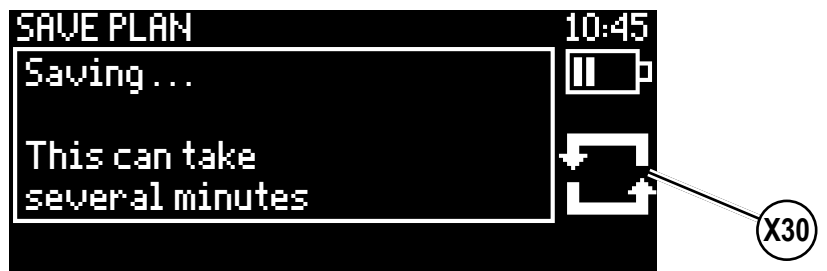 SAVE PLAN 10:45
Saving...
This can take
several minutes
X30